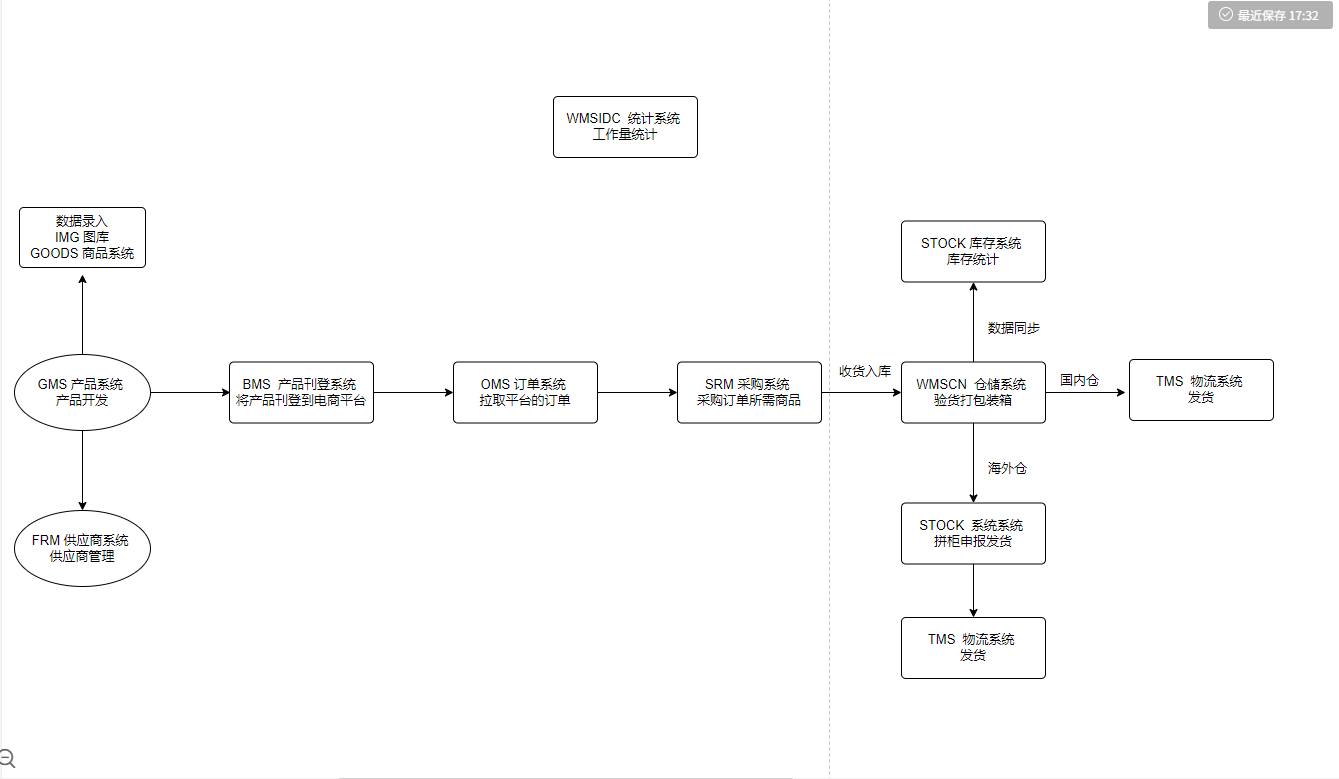 最近保存 17:32
WMSIDC 统计系统
工作量统计
数据录入
IMG 图库
GOODS 商品系统
STOCK 库存系统
库存统计
数据同步
GMS 产品系统
产品开发
BMS 产品刊登系统
将产品刊登到电商平台
OMS 订单系统
拉取平台的订单
SRM 采购系统
采购订单所需商品
收货入库
WMSCN 仓储系统
验货打包装箱
国内仓
TMS 物流系统
发货
海外仓
FRM 供应商系统
供应商管理
STOCK 系统系统
拼柜申报发货
TMS 物流系统
发货